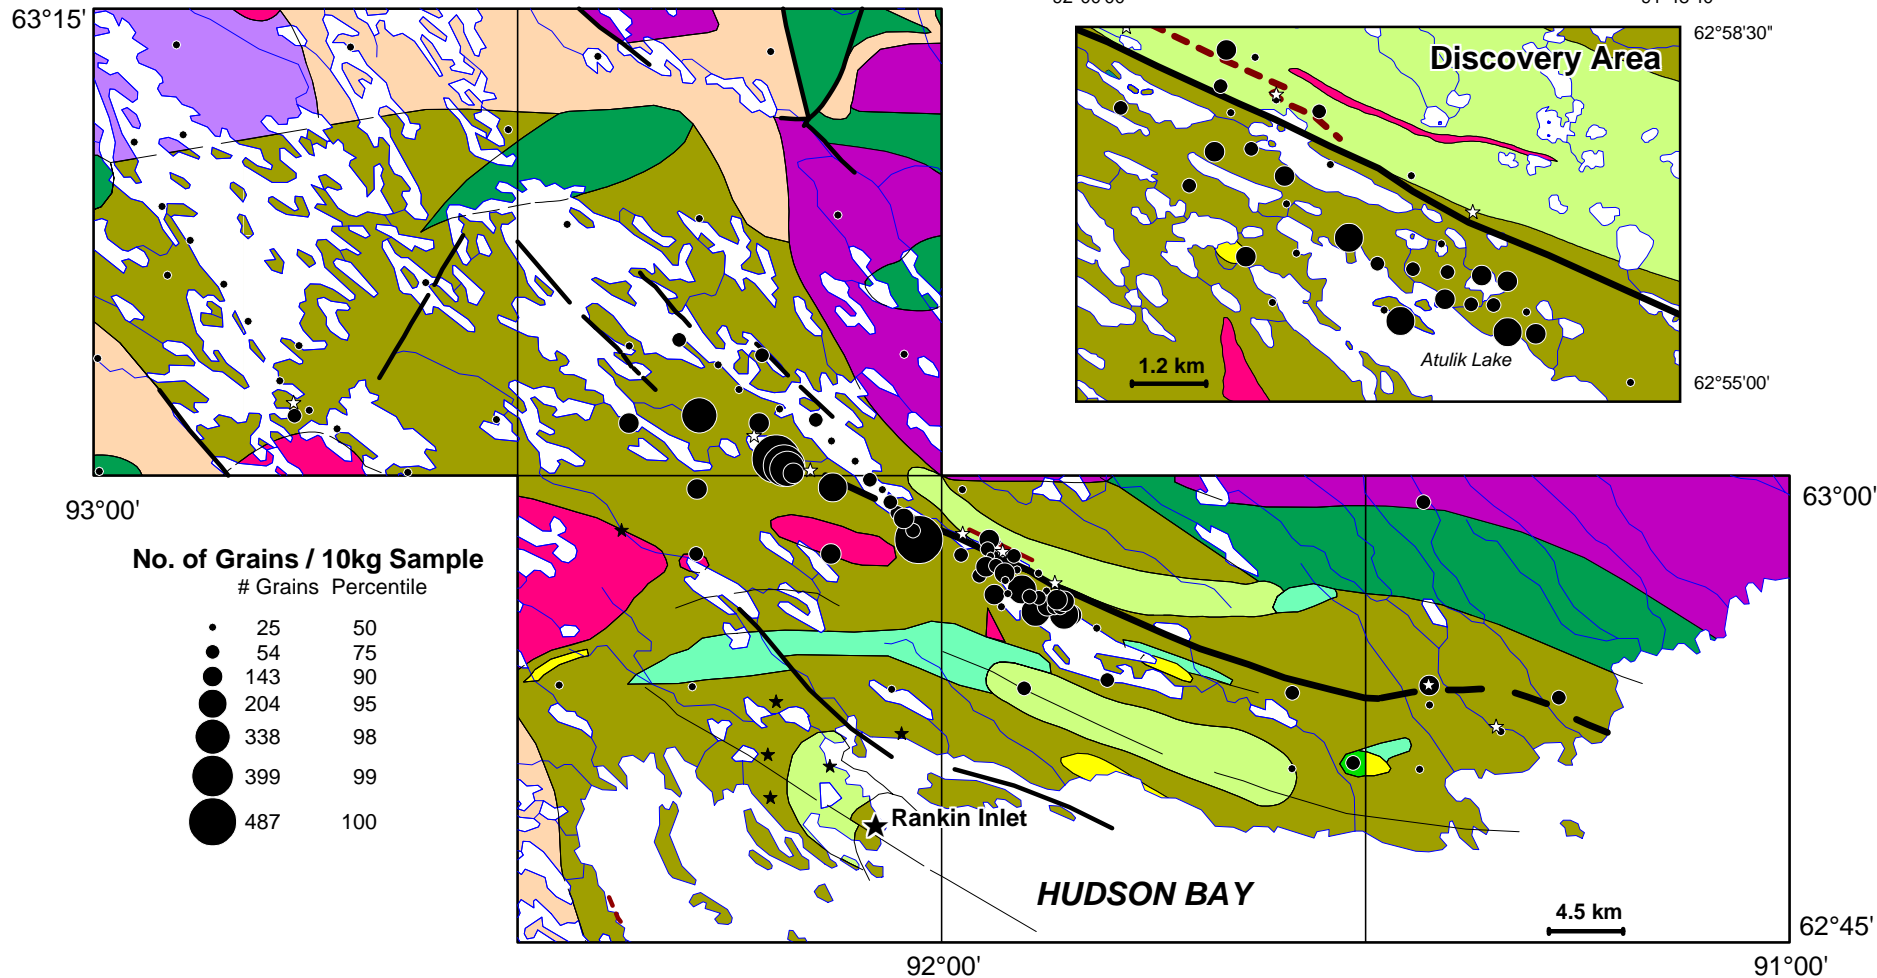 63°15'
62°58'30"
Discovery Area
1.2 km
Atulik Lake
62°55'00'
93°00'
63°00'
No. of Grains / 10kg Sample
# Grains Percentile
25 50
54 75
143 90
204 95
338 98
399 99
487 100
Rankin Inlet
HUDSON BAY
4.5 km
62°45'
92°00'
91°00'